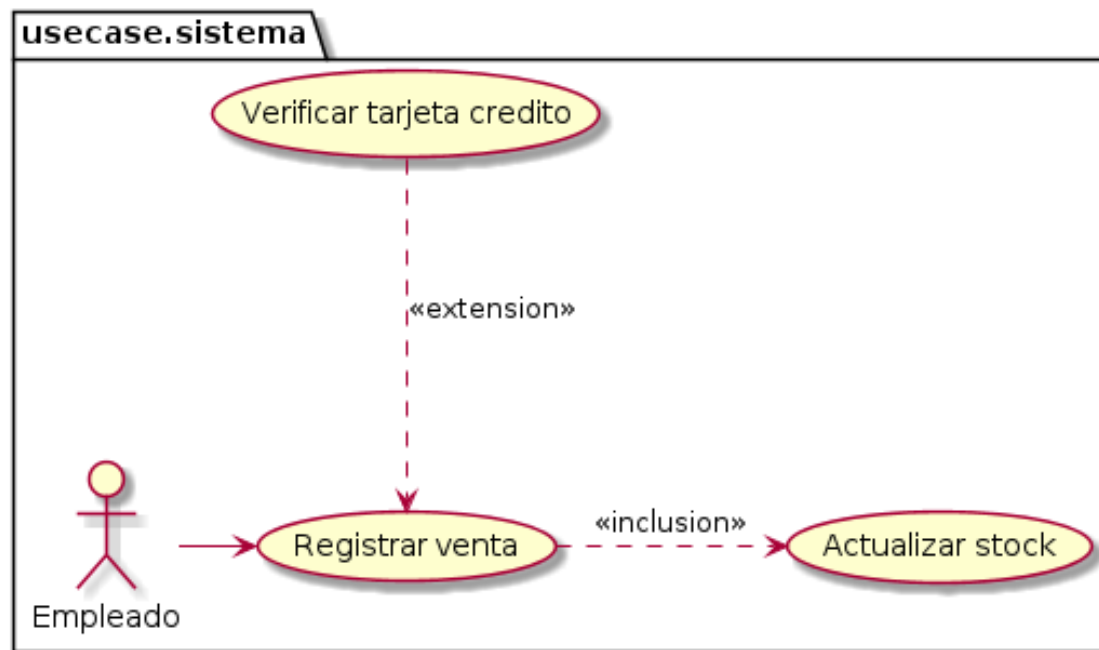 usecase.sistema
Verificar tarjeta credito
«extension»
«inclusion»
Registrar venta
Actualizar stock
Empleado